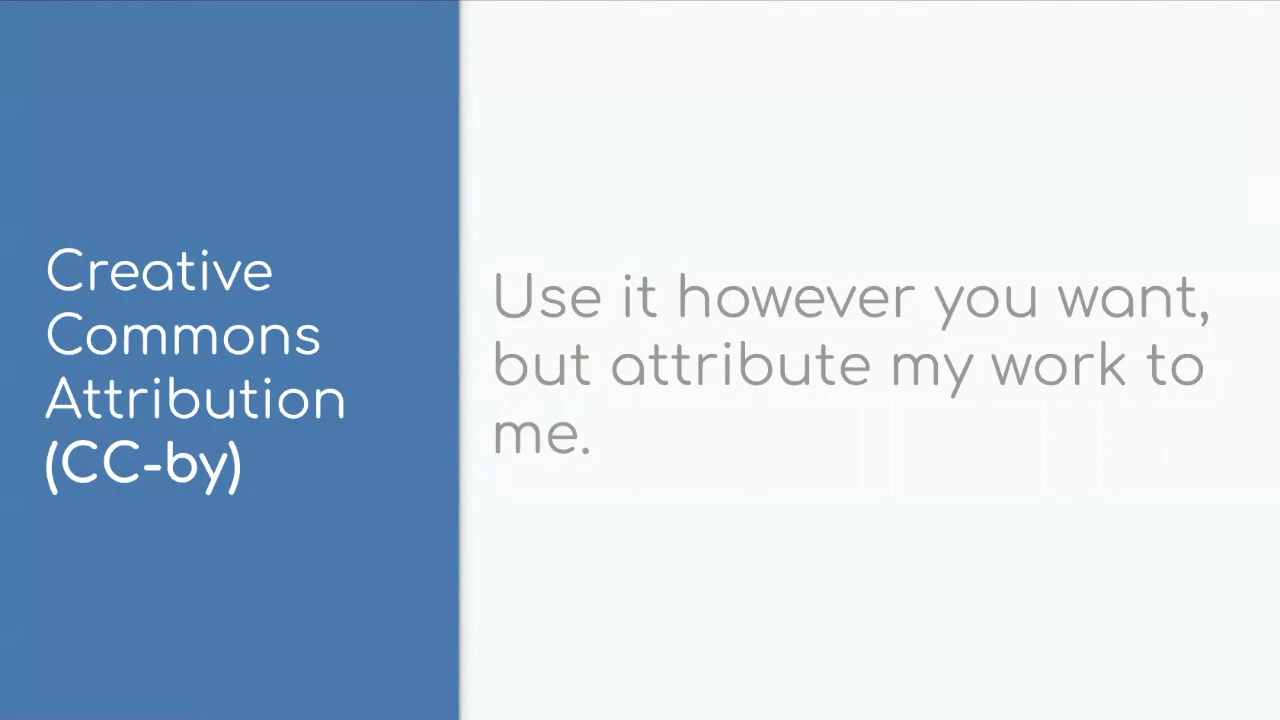 Creative
Commons
Attribution
(CC-by)
Use it however you want,
but attribute my work to
me.